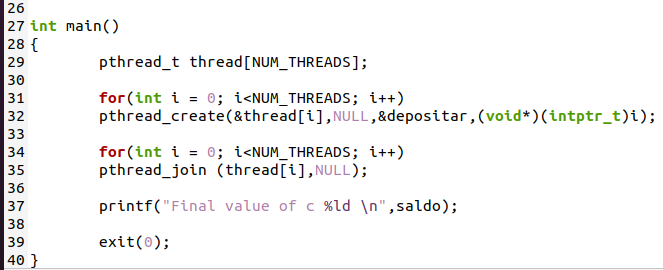 26
27 int main()
28 {
29 pthread_t thread[NUM_THREADS];
30
31 for(int i = 0; i<NUM_THREADS; i++)
32 pthread_create(&thread[i],NULL,&depositar,(void*)(intptr_t)i);
33
34 for(int i = 0; i<NUM_THREADS; i++)
35 pthread_join (thread[i],NULL);
36
37 printf("Final value of c %ld \n",saldo);
38
39 exit(0);
40 }